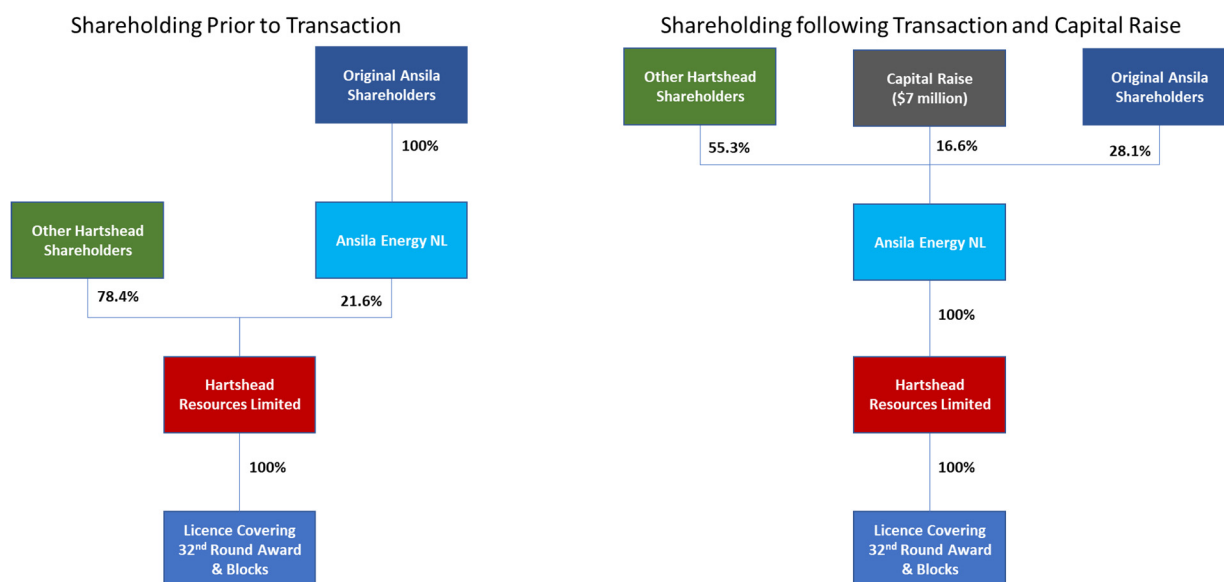 Shareholding Prior to Transaction
Original Ansila
Shareholders
100%
Other Hartshead
Shareholders
Ansila Energy NL
78.4%
21.6%
Hartshead
Resources Limited
100%
Licence Covering
32nd Round Award
& Blocks
Shareholding following Transaction and Capital Raise
Other Hartshead
Shareholders
Capital Raise
($7 million)
Original Ansila
Shareholders
55.3%
16.6%
28.1%
Ansila Energy NL
100%
Hartshead
Resources Limited
100%
Licence Covering
32nd Round Award
& Blocks